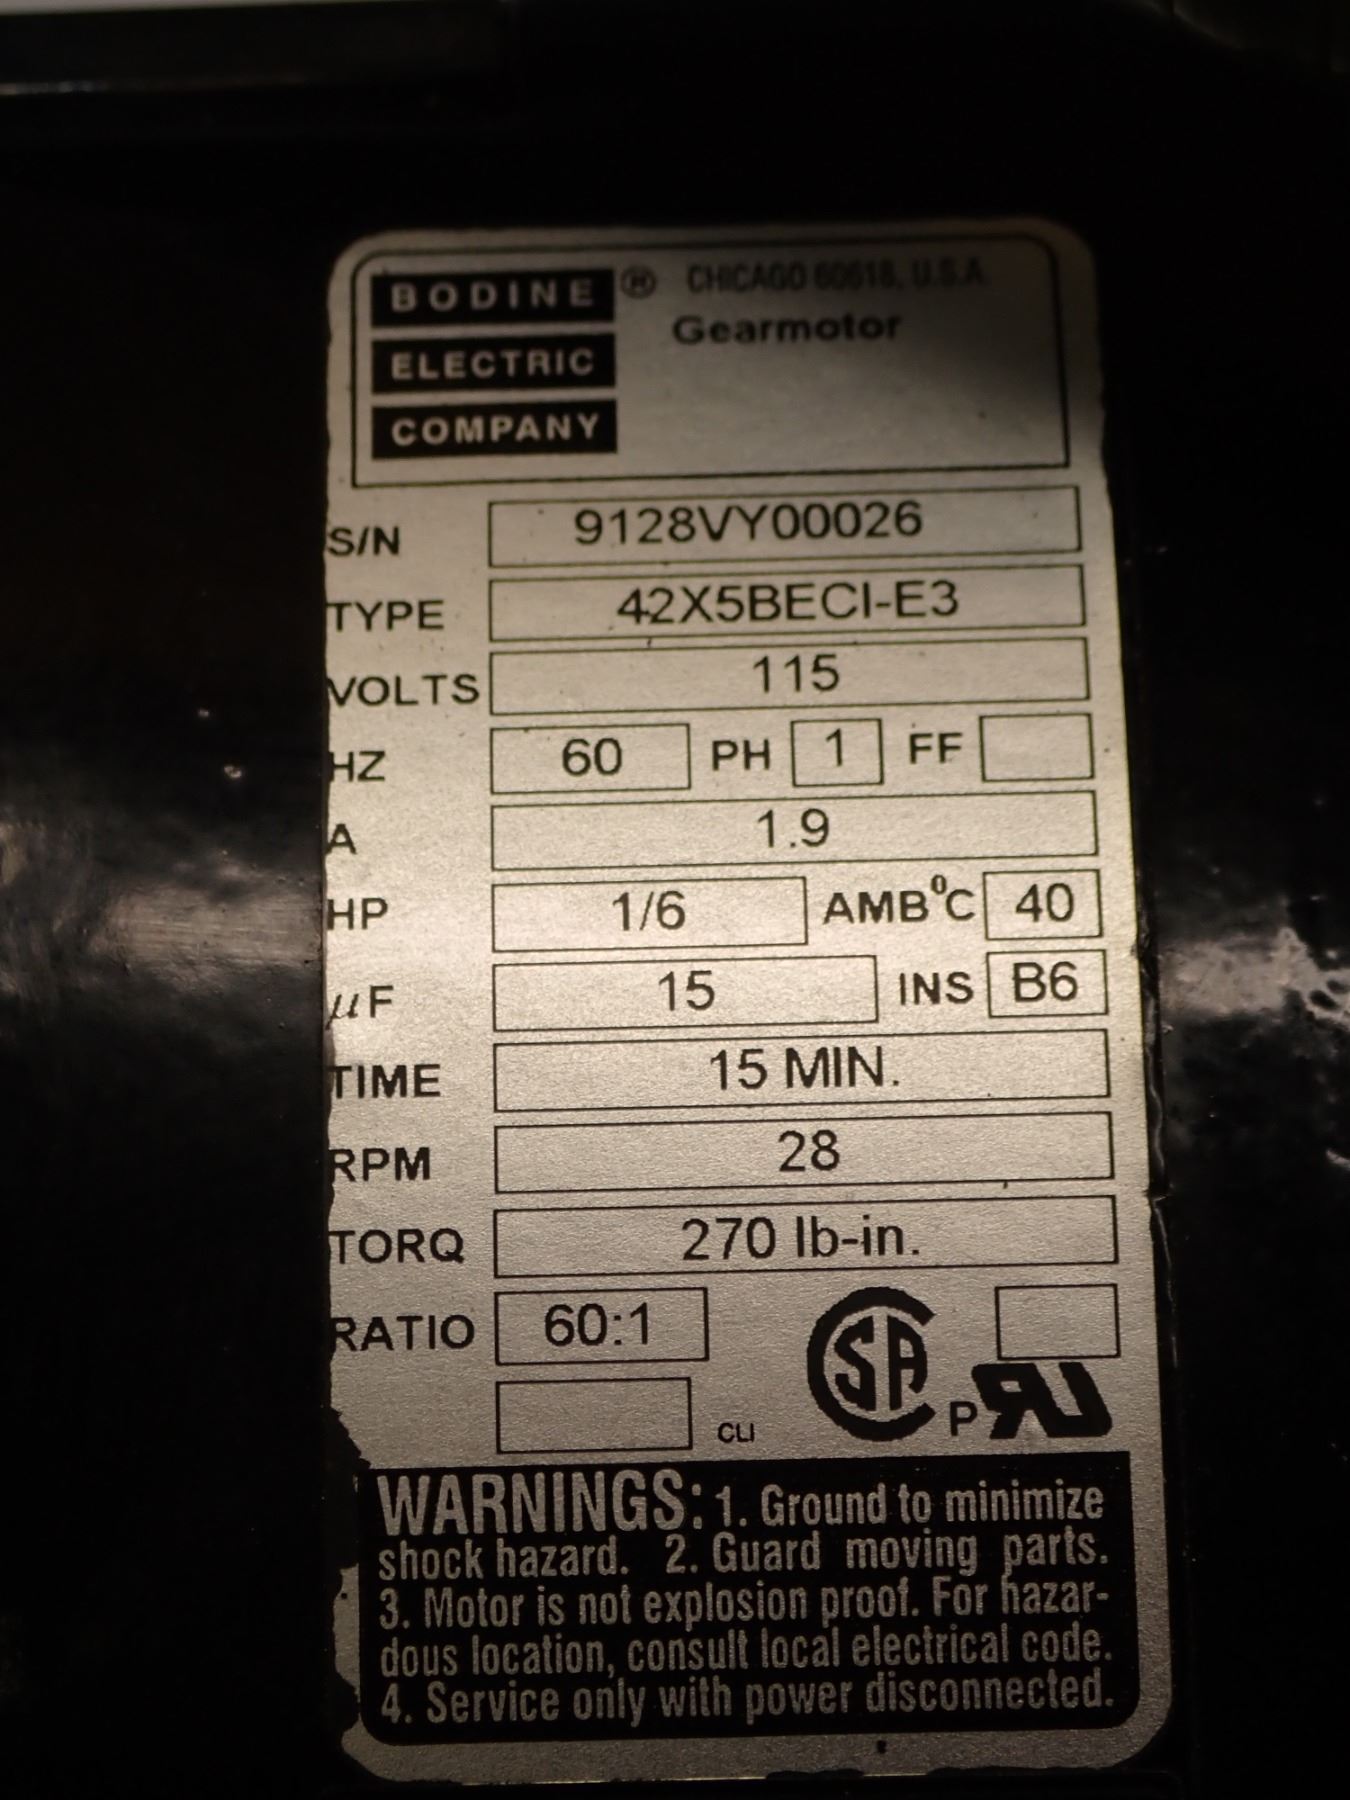 BODINE ® CHICAGO 60618, U.S.A.
ELECTRIC Gearmotor
COMPANY
S/N 9128VY00026
TYPE 42X5BECI-E3
VOLTS 115
HZ 60 PH 1 FF
A 1.9
HP 1/6 AMB°C 40
µF 15 INS B6
TIME 15 MIN.
RPM 28
TORQ 270 lb-in.
RATIO 60:1 SA
CLI P RU
WARNINGS: 1. Ground to minimize
shock hazard. 2. Guard moving parts.
3. Motor is not explosion proof. For hazar-
dous location, consult local electrical code.
4. Service only with power disconnected.